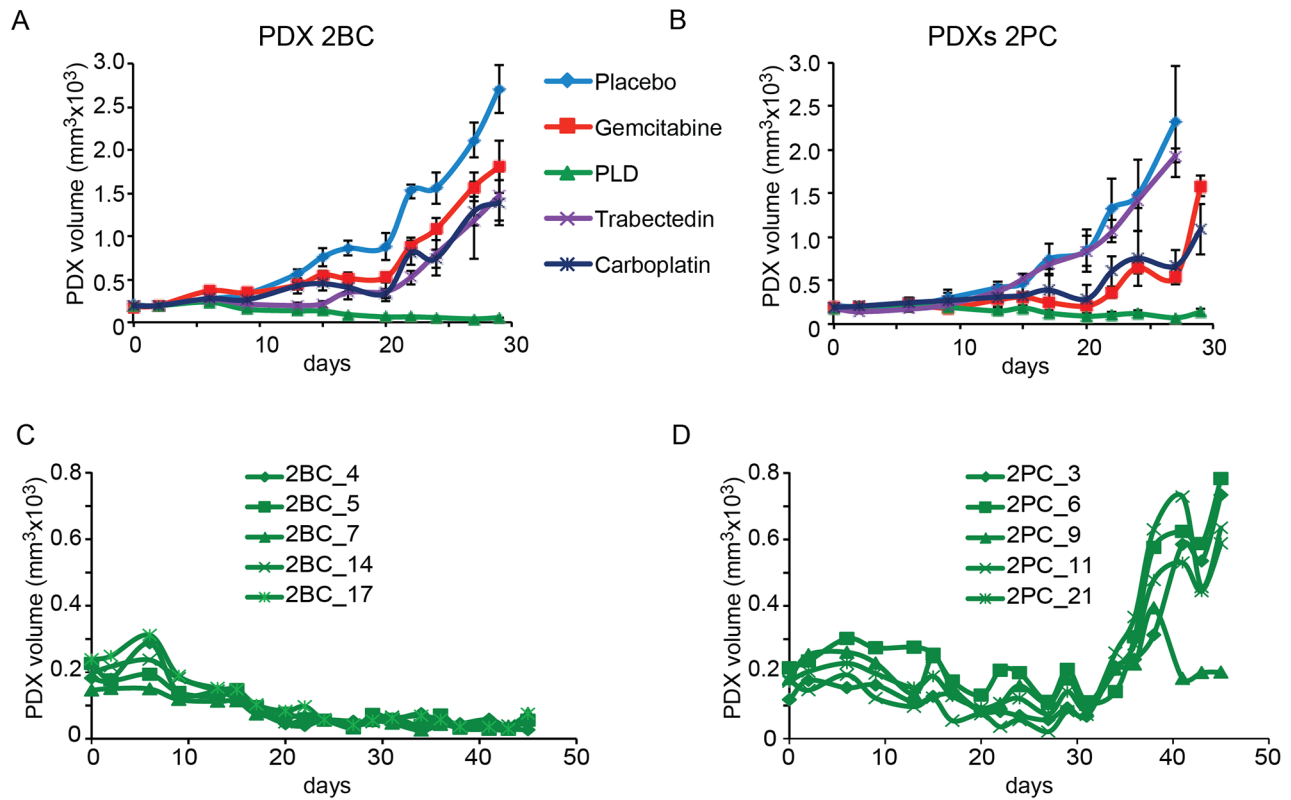 A
PDX 2BC
PDX volume (mm³x10³)
3.0
2.5
2.0
1.5
1.0
0.5
0
0
10
20
30
days
Placebo
Gemcitabine
PLD
Trabectedin
Carboplatin
B
PDXs 2PC
PDX volume (mm³x10³)
3.0
2.5
2.0
1.5
1.0
0.5
0
0
10
20
30
days
C
PDX volume (mm³x10³)
0.8
0.6
0.4
0.2
0
0
10
20
30
40
50
days
2BC_4
2BC_5
2BC_7
2BC_14
2BC_17
D
PDX volume (mm³x10³)
0.8
0.6
0.4
0.2
0
0
10
20
30
40
50
days
2PC_3
2PC_6
2PC_9
2PC_11
2PC_21